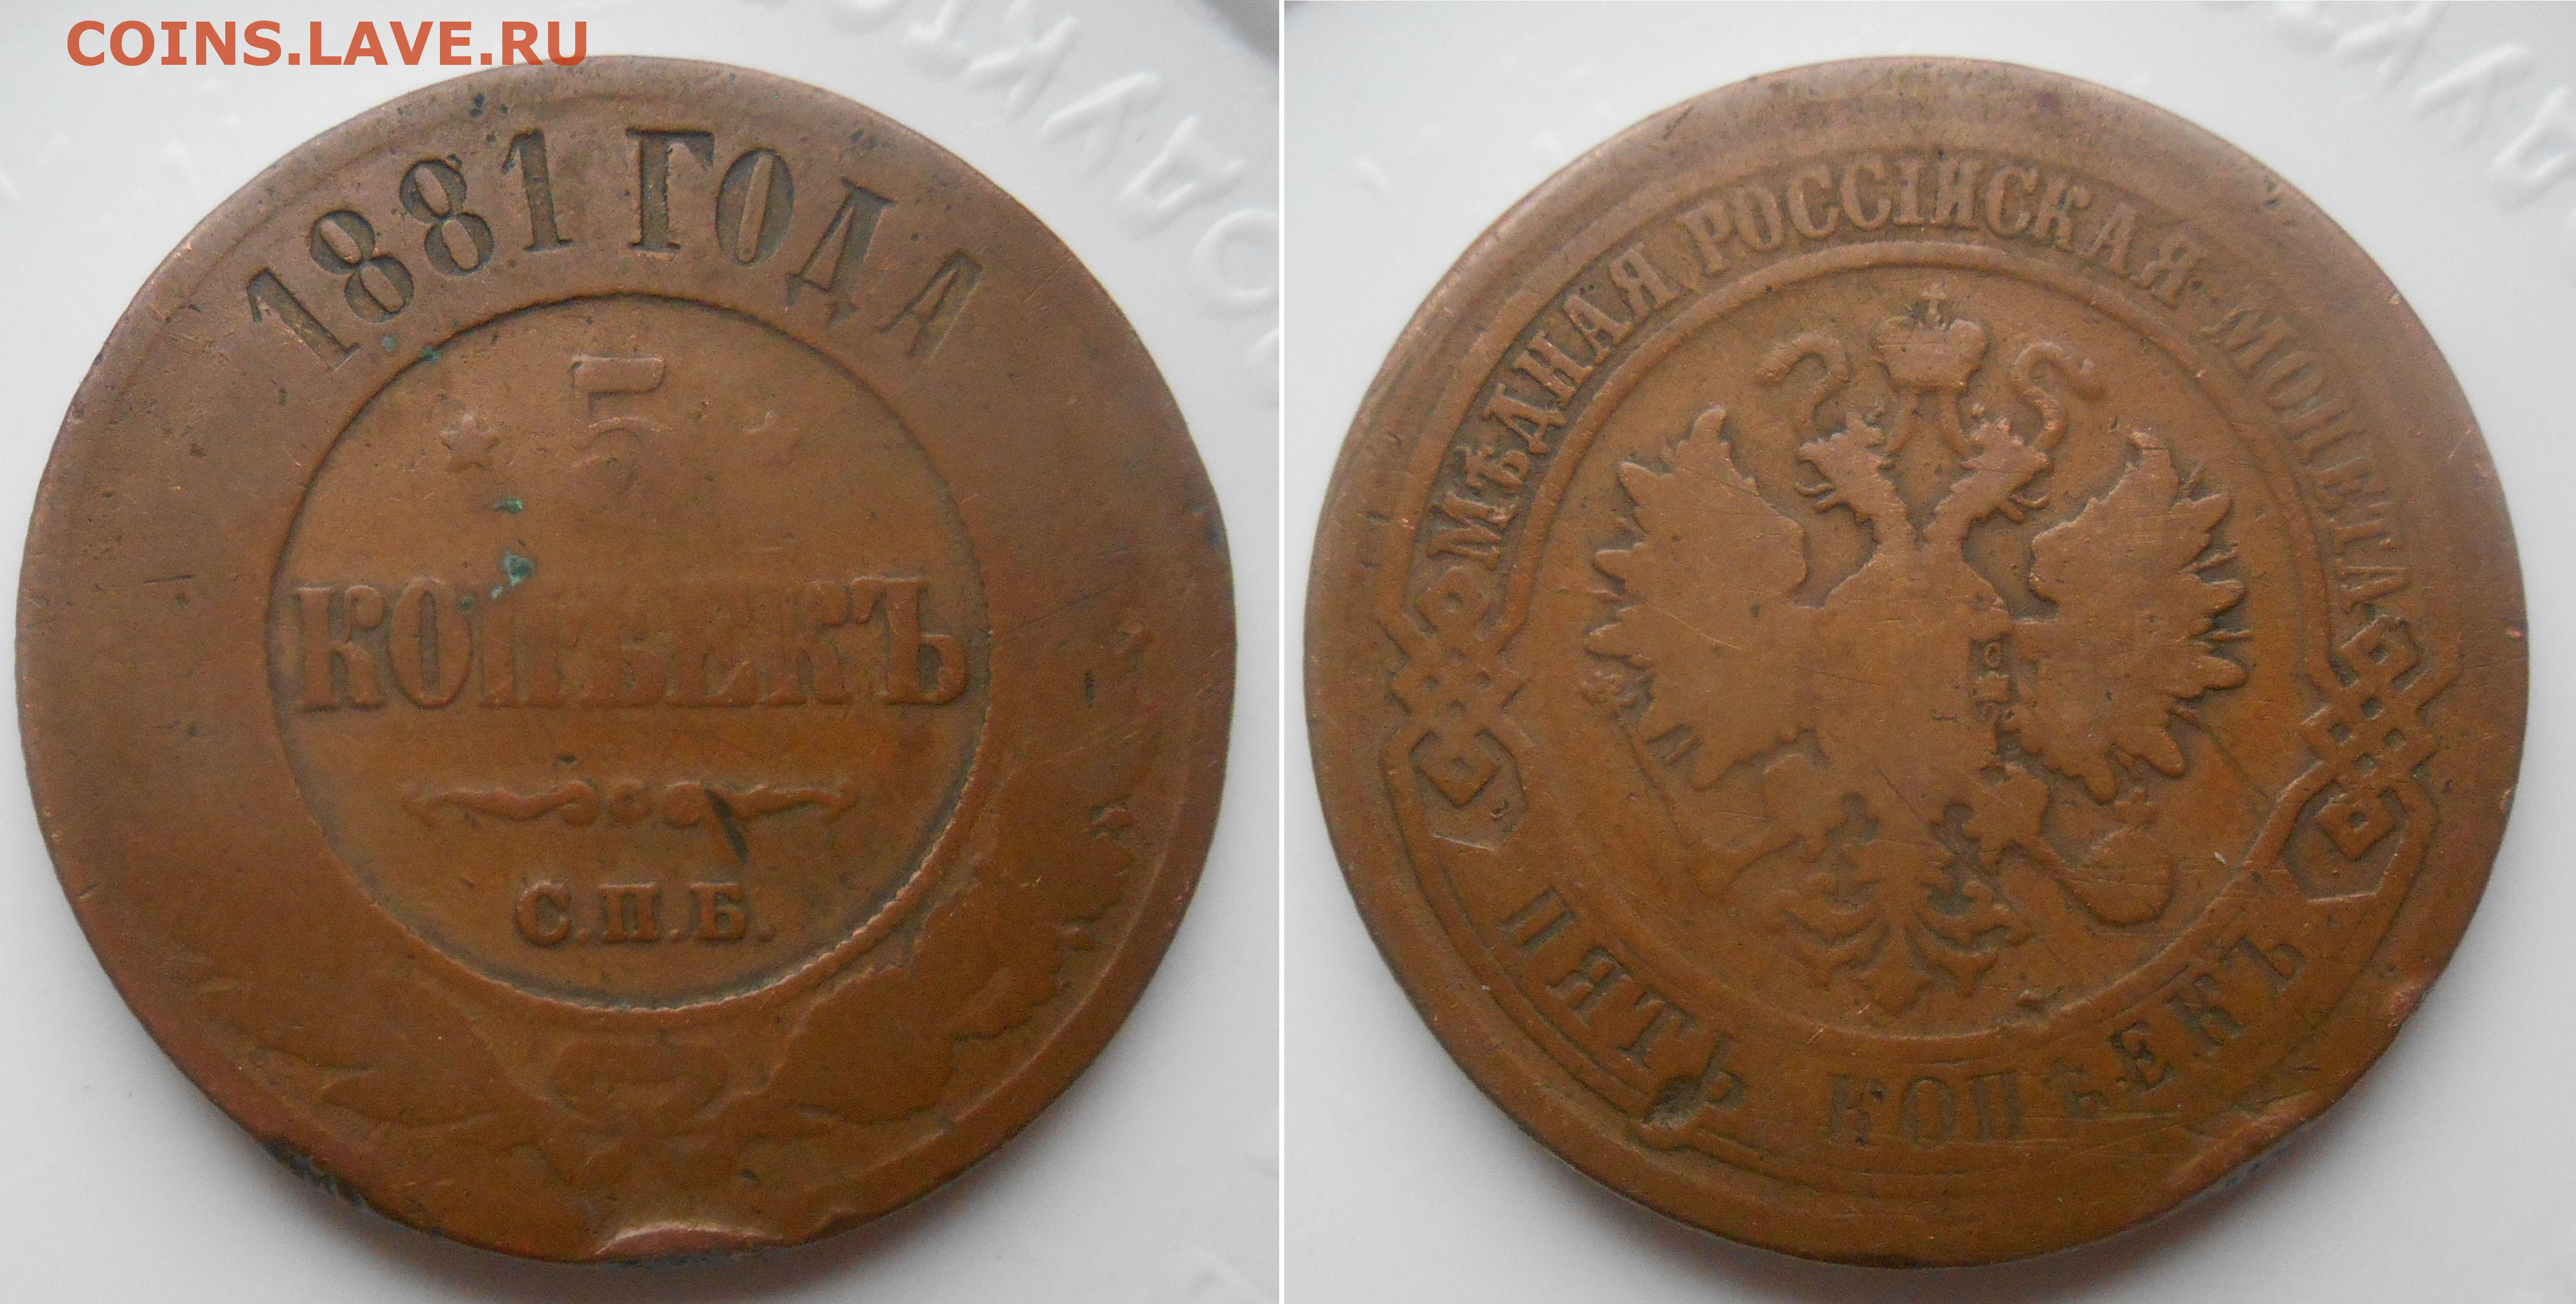 COINS.LAVE.RU
1881 ГОДА
5
КОПѢЕКЪ
С.П.Б.
МѢДНАЯ РОССІЙСКАЯ МОНЕТА
ПЯТЬ КОПѢЕКЪ